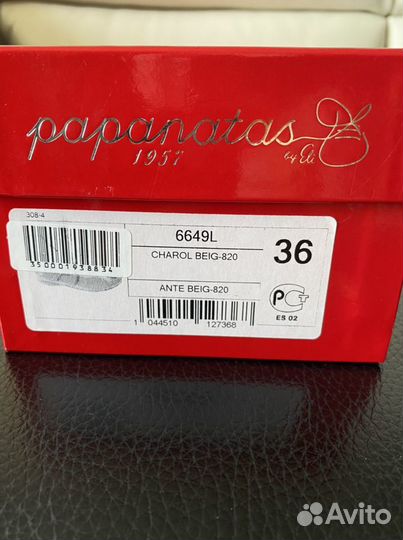 papanatas
1957 by Eli
308-4
350001938834
6649L
CHAROL BEIG-820
36
ANTE BEIG-820
ES 02
1 044510 127368
Avito